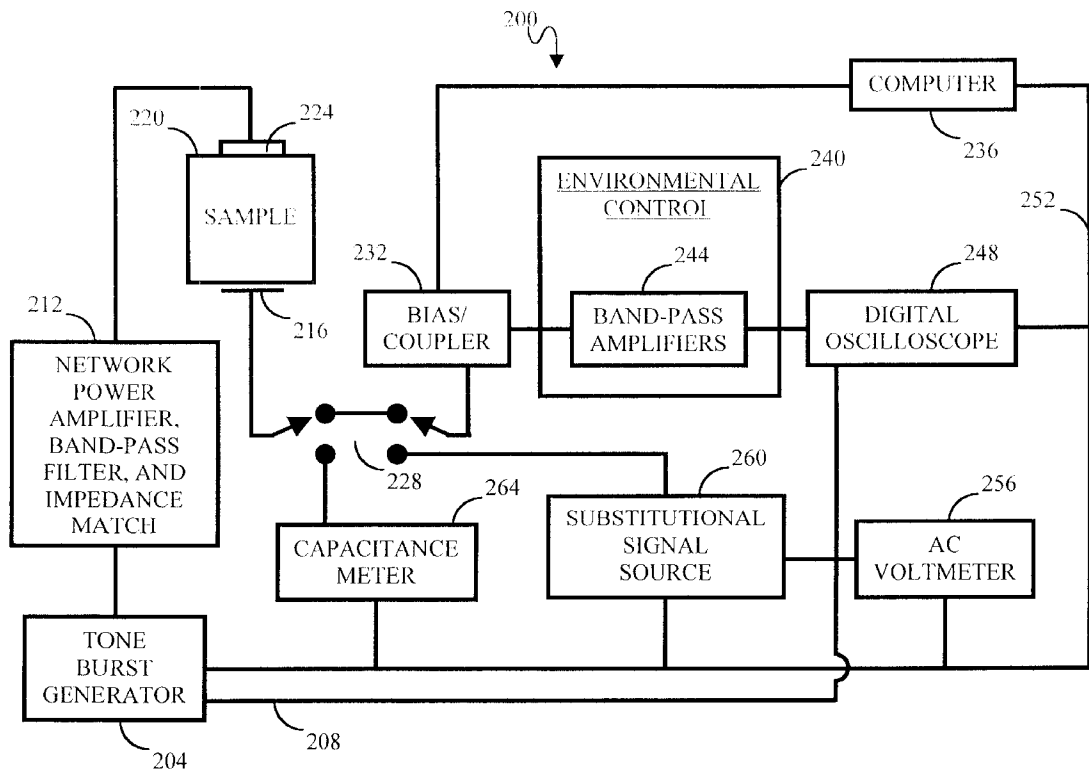 200
COMPUTER
236
220
224
SAMPLE
216
ENVIRONMENTAL
CONTROL
240
252
232
BIAS/
COUPLER
244
BAND-PASS
AMPLIFIERS
248
DIGITAL
OSCILLOSCOPE
212
NETWORK
POWER
AMPLIFIER,
BAND-PASS
FILTER, AND
IMPEDANCE
MATCH
228
264
CAPACITANCE
METER
260
SUBSTITUTIONAL
SIGNAL
SOURCE
256
AC
VOLTMETER
TONE
BURST
GENERATOR
204
208